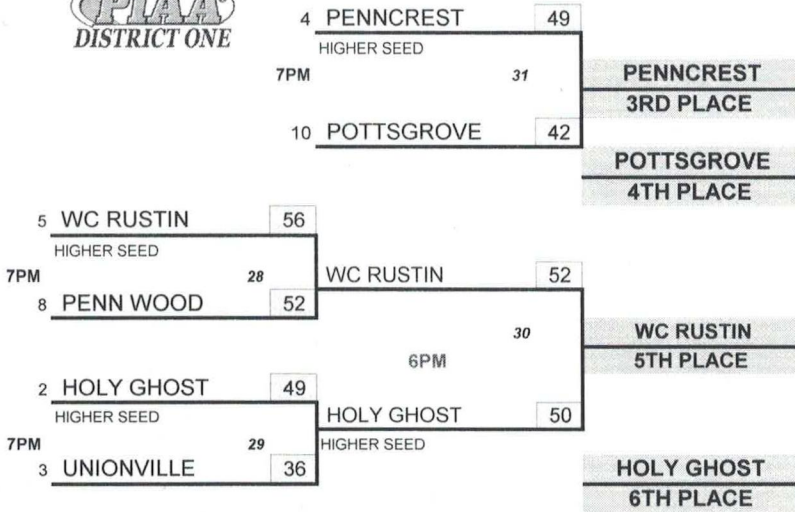 PIAA
DISTRICT ONE
4 PENNCREST 49
HIGHER SEED
7PM 31
PENNCREST
3RD PLACE
10 POTTSGROVE 42
POTTSGROVE
4TH PLACE
5 WC RUSTIN 56
HIGHER SEED
7PM 28
WC RUSTIN 52
8 PENN WOOD 52
30
6PM
WC RUSTIN
5TH PLACE
2 HOLY GHOST 49
HIGHER SEED
HOLY GHOST 50
7PM 29
HIGHER SEED
3 UNIONVILLE 36
HOLY GHOST
6TH PLACE